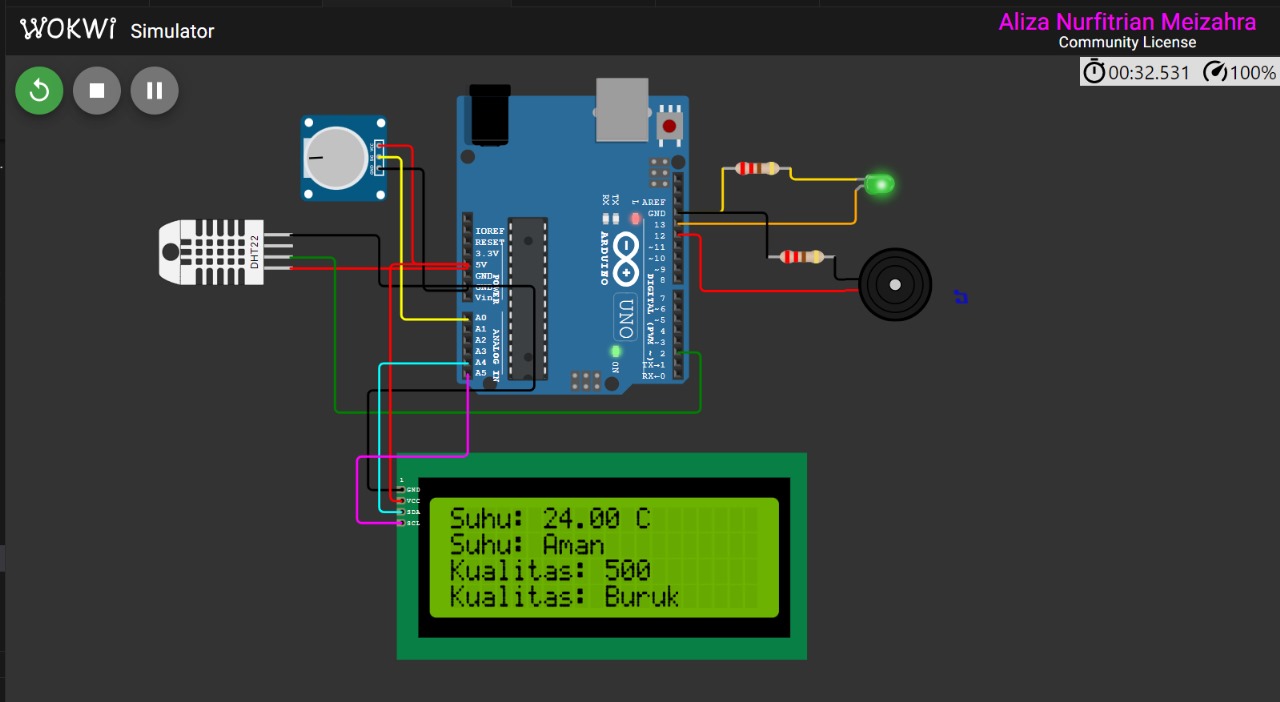 WOKWi Simulator
Aliza Nurfitrian Meizahra
Community License
00:32.531 100%
DHT22
IOREF
RESET
3.3V
5V
GND
GND
Vin
POWER
A0
A1
A2
A3
A4
A5
ANALOG IN
RX
TX
L
ARDUINO
UNO
ON
AREF
GND
13
12
~11
~10
~9
8
7
~6
~5
4
~3
2
TX→1
RX←0
DIGITAL (PWM ~)
1
GND
VCC
SDA
SCL
Suhu: 24.00 C
Suhu: Aman
Kualitas: 500
Kualitas: Buruk